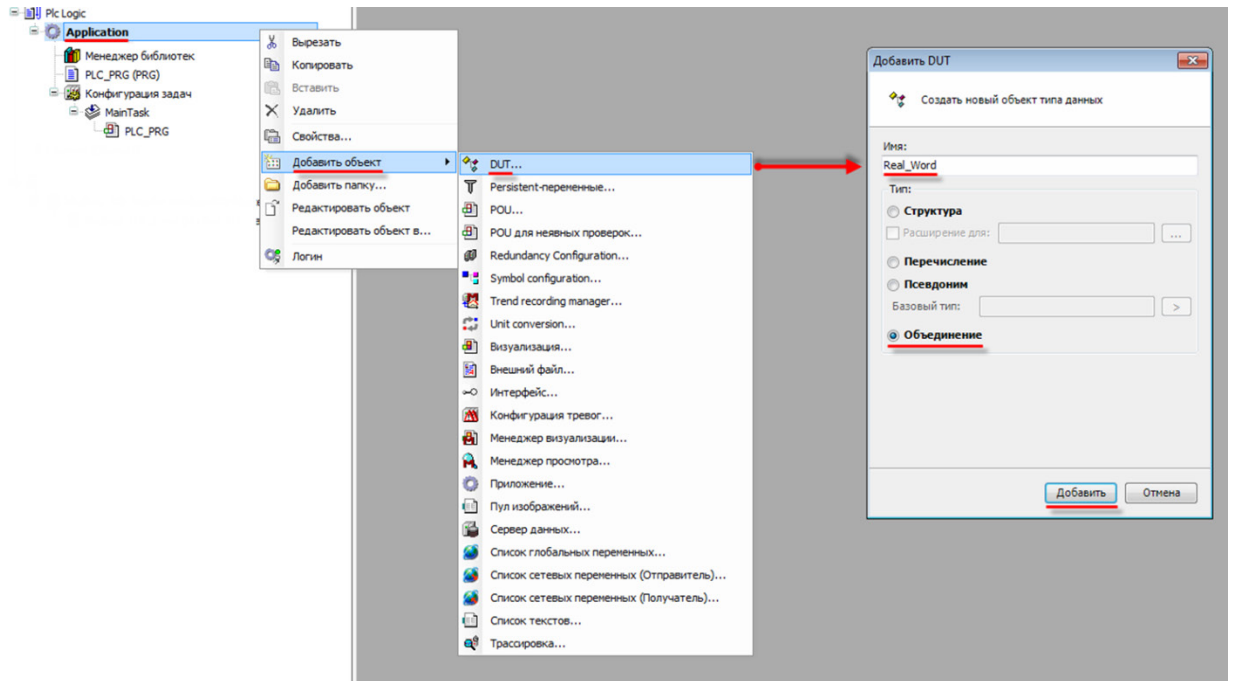 Plc Logic
Application
Менеджер библиотек
PLC_PRG (PRG)
Конфигурация задач
MainTask
PLC_PRG
Вырезать
Копировать
Вставить
Удалить
Свойства...
Добавить объект
Добавить папку...
Редактировать объект
Редактировать объект в...
Логин
DUT...
Persistent-переменные...
POU...
POU для неявных проверок...
Redundancy Configuration...
Symbol configuration...
Trend recording manager...
Unit conversion...
Визуализация...
Внешний файл...
Интерфейс...
Конфигурация тревог...
Менеджер визуализации...
Менеджер просмотра...
Приложение...
Пул изображений...
Сервер данных...
Список глобальных переменных...
Список сетевых переменных (Отправитель)...
Список сетевых переменных (Получатель)...
Список текстов...
Трассировка...
Добавить DUT
Создать новый объект типа данных
Имя:
Real_Word
Тип:
Структура
Расширение для:
...
Перечисление
Псевдоним
Базовый тип:
>
Объединение
Добавить
Отмена